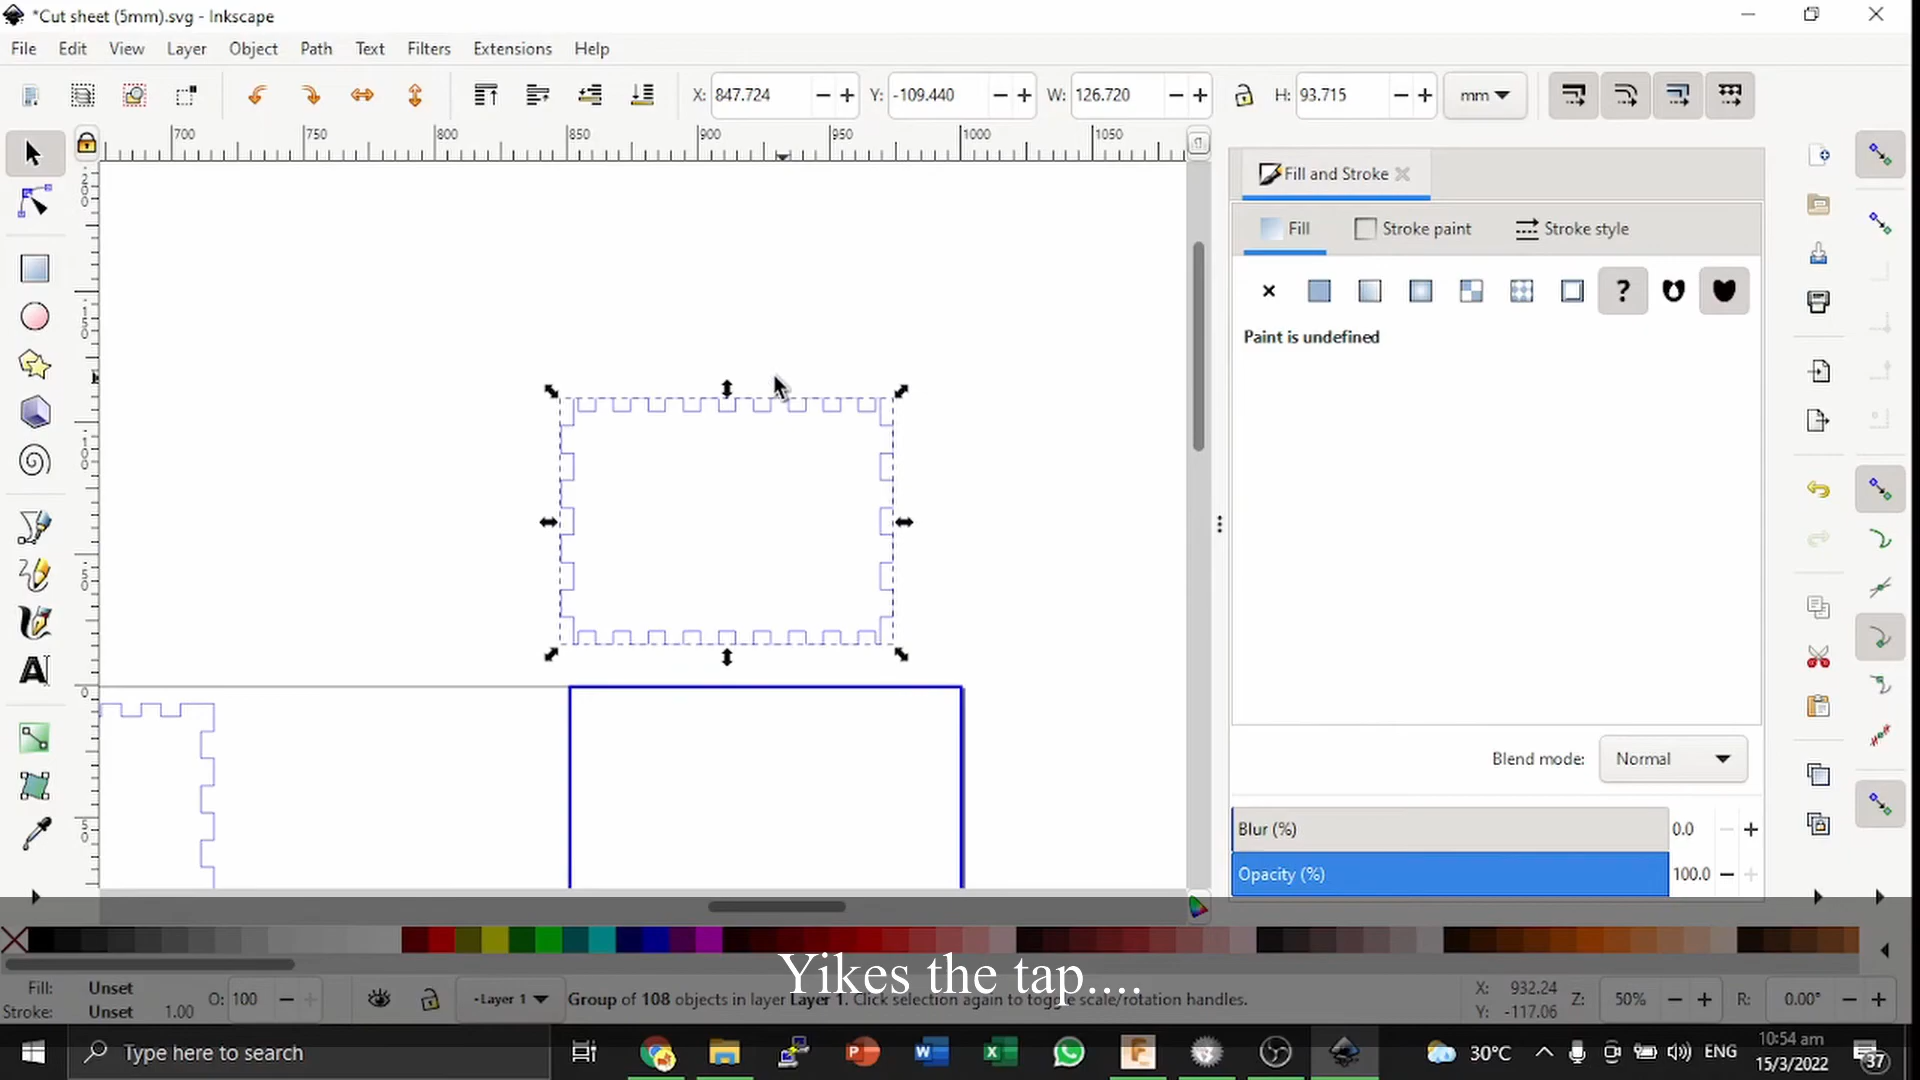 *Cut sheet (5mm).svg - Inkscape
File Edit View Layer Object Path Text Filters Extensions Help
X: 847.724 Y: -109.440 W: 126.720 H: 93.715 mm
700 750 800 850 900 950 1000 1050
Fill and Stroke
Fill Stroke paint Stroke style
Paint is undefined
Blend mode: Normal
Blur (%) 0.0
Opacity (%) 100.0
Yikes the tap....
Fill: Unset
Stroke: Unset 1.00
O: 100
-Layer 1
Group of 108 objects in layer Layer 1. Click selection again to toggle scale/rotation handles.
X: 932.24
Y: -117.06
Z: 50% R: 0.00°
Type here to search
30°C ENG
10:54 am
15/3/2022
37